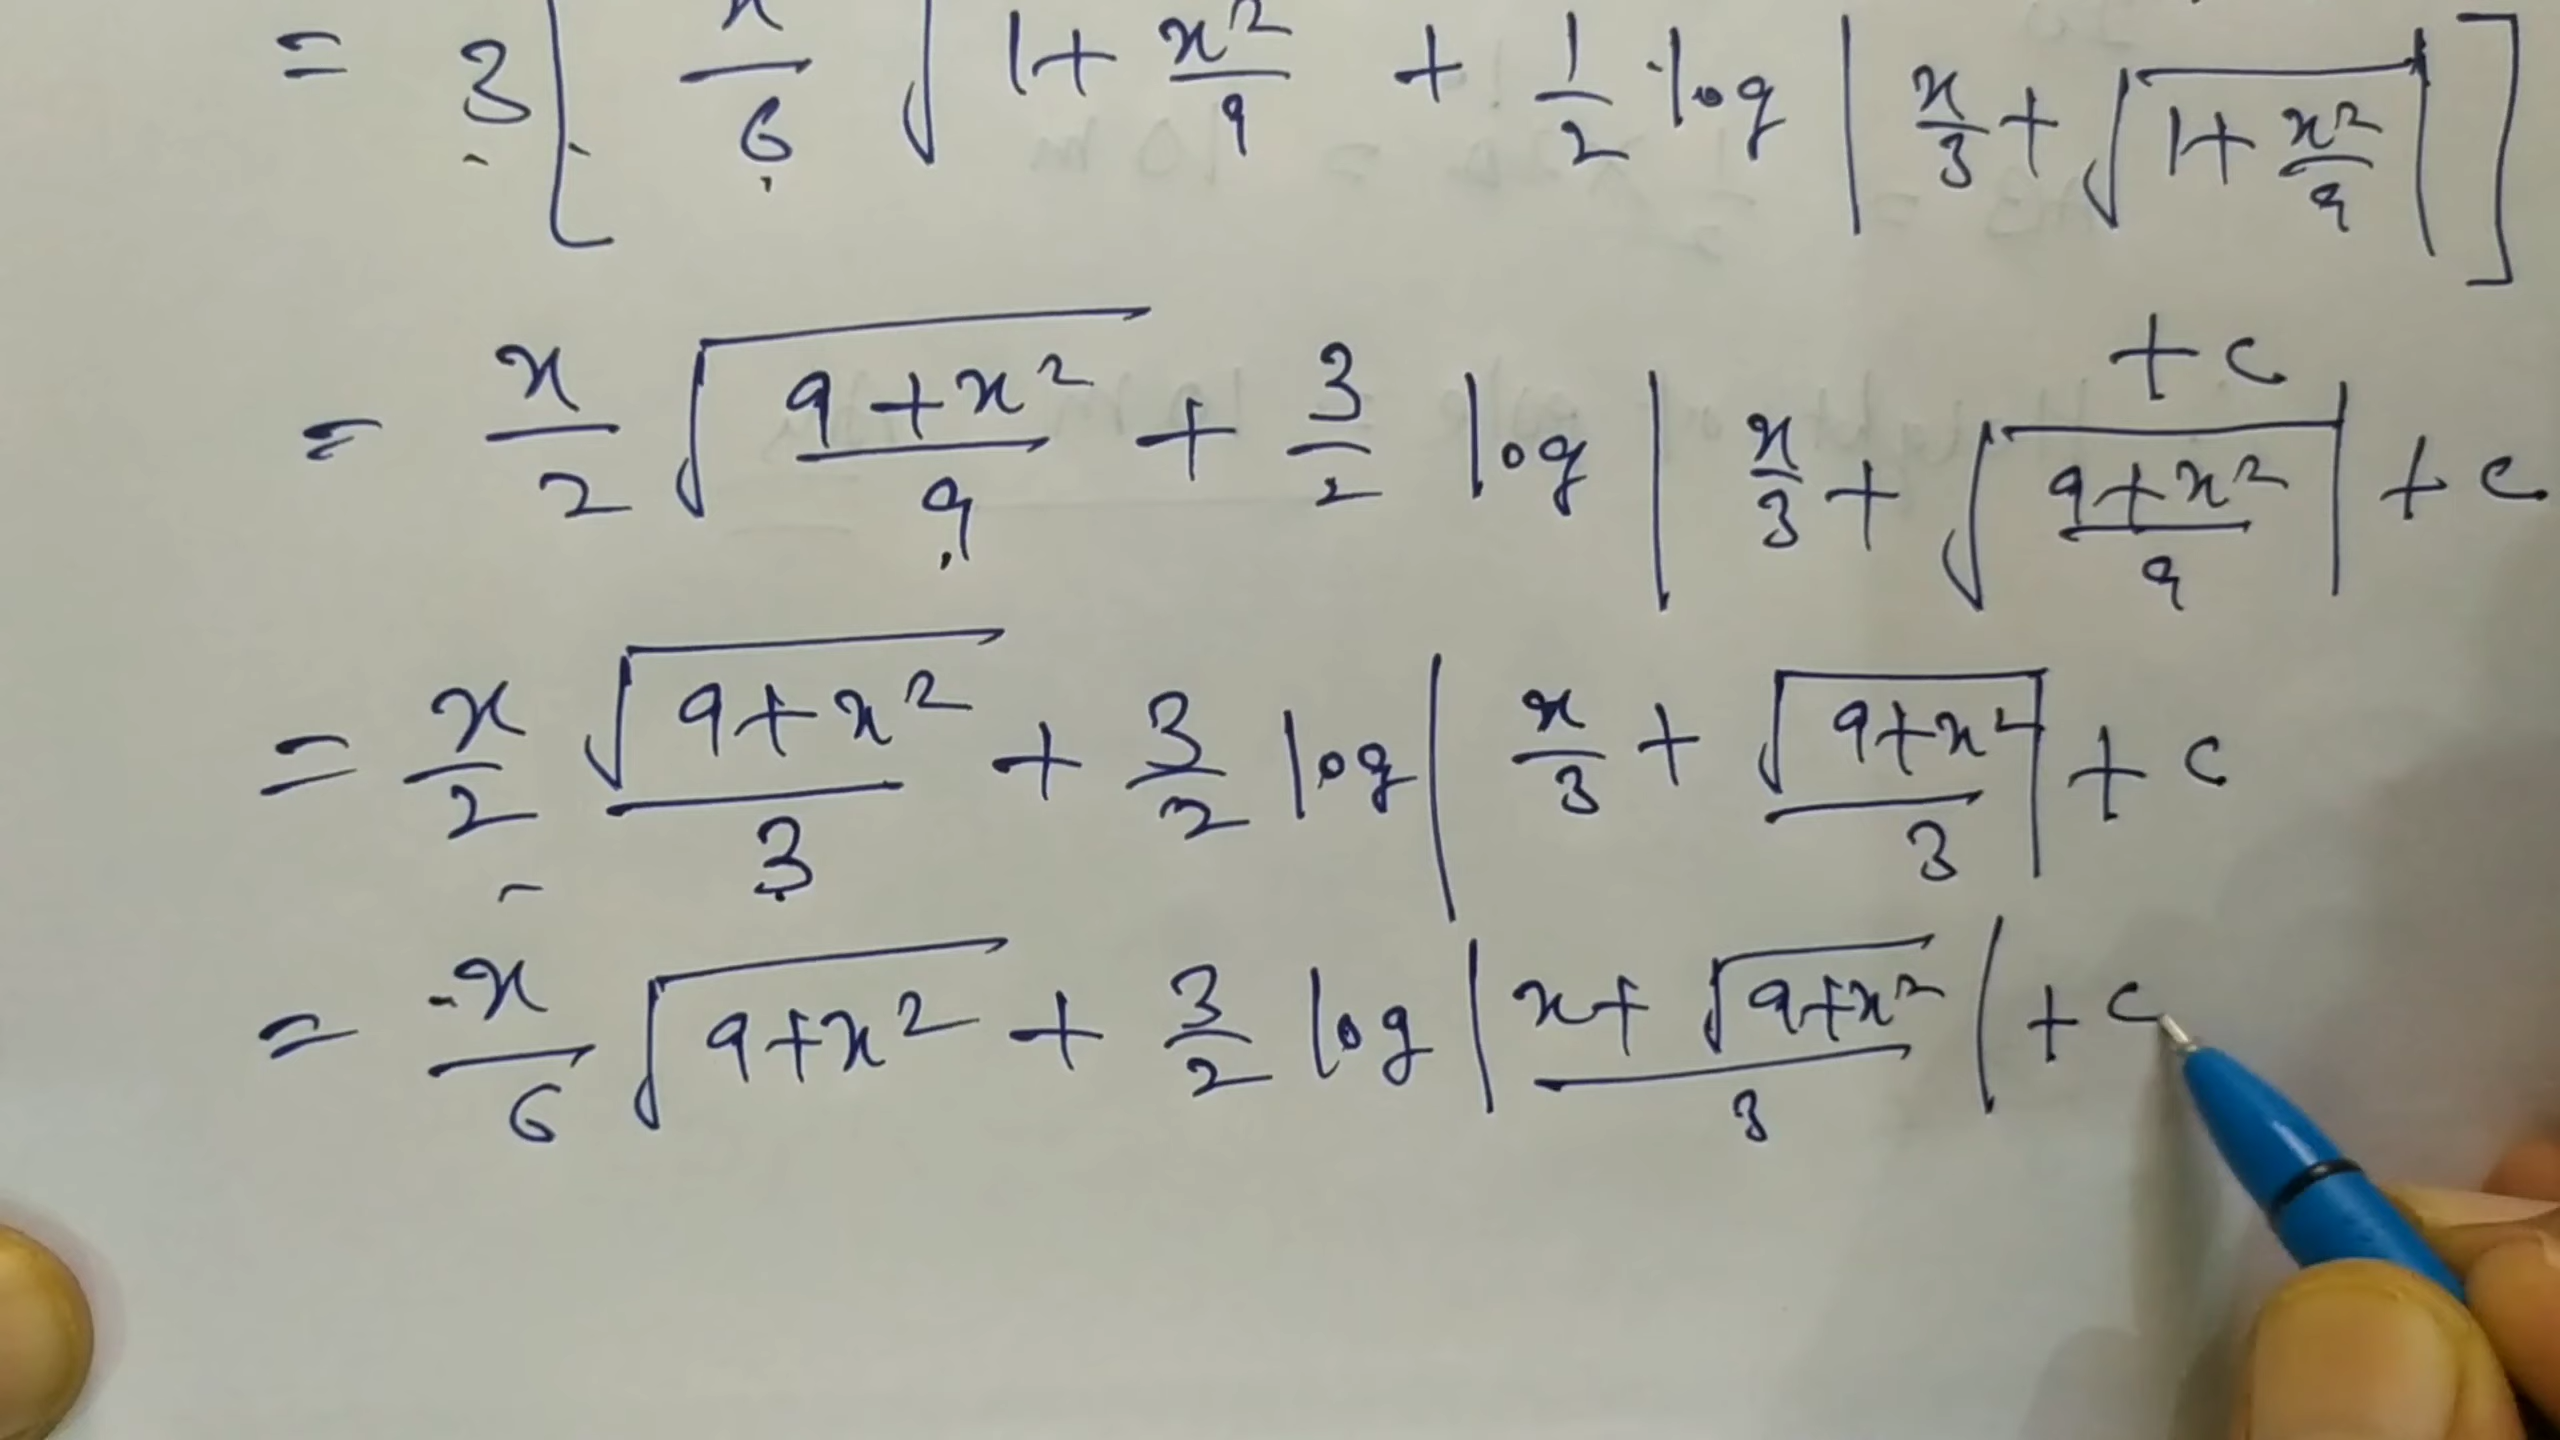 = 3 [ x/6 √(1 + x²/9) + 1/2 log | x/3 + √(1 + x²/9) | ]
+ c
= x/2 √((9 + x²)/9) + 3/2 log | x/3 + √((9 + x²)/9) | + c
= x/2 √(9 + x²)/3 + 3/2 log | x/3 + √(9 + x²)/3 | + c
= x/6 √(9 + x²) + 3/2 log | (x + √(9 + x²))/3 | + c